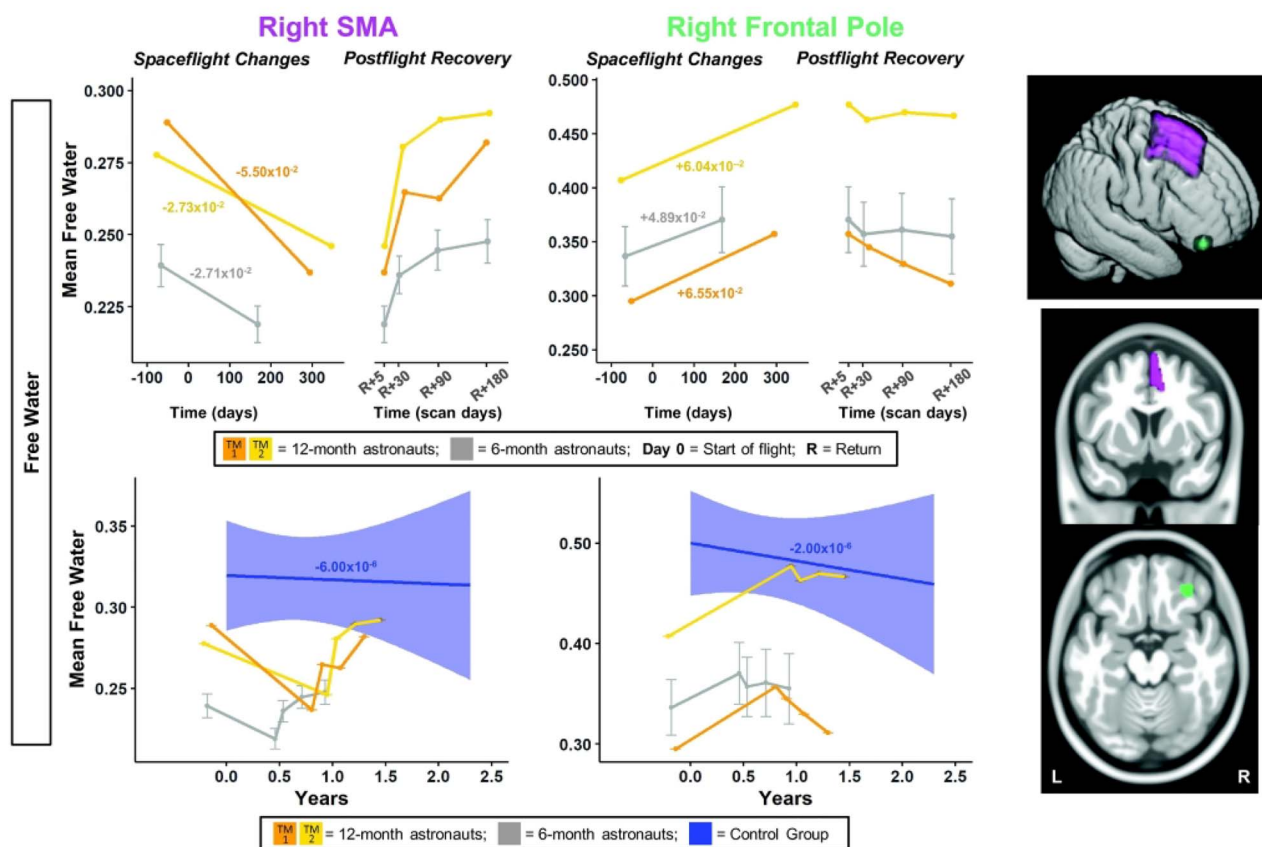 Right SMA
Right Frontal Pole
Spaceflight Changes
Postflight Recovery
Spaceflight Changes
Postflight Recovery
Free Water
Mean Free Water
0.300
0.275
0.250
0.225
-5.50x10-2
-2.73x10-2
-2.71x10-2
-100 0 100 200 300
Time (days)
R+5 R+30 R+90 R+180
Time (scan days)
0.500
0.450
0.400
0.350
0.300
0.250
+6.04x10-2
+4.89x10-2
+6.55x10-2
-100 0 100 200 300
Time (days)
R+5 R+30 R+90 R+180
Time (scan days)
TM 1 TM 2 = 12-month astronauts; = 6-month astronauts; Day 0 = Start of flight; R = Return
Mean Free Water
0.35
0.30
0.25
-6.00x10-6
0.0 0.5 1.0 1.5 2.0 2.5
Years
0.50
0.40
0.30
-2.00x10-6
0.0 0.5 1.0 1.5 2.0 2.5
Years
TM 1 TM 2 = 12-month astronauts; = 6-month astronauts; = Control Group
L R